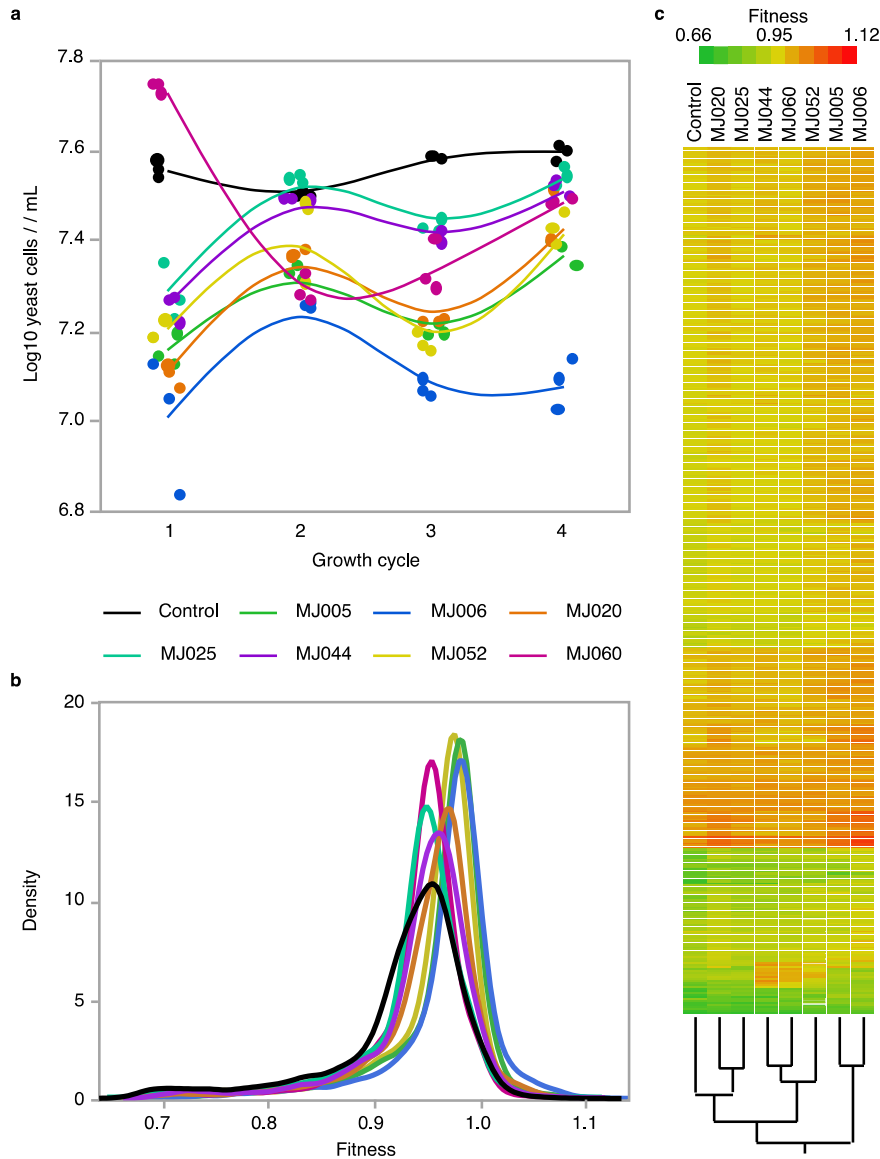 a
Log10 yeast cells // mL
7.8
7.6
7.4
7.2
7.0
6.8
1 2 3 4
Growth cycle
Control MJ005 MJ006 MJ020
MJ025 MJ044 MJ052 MJ060
b
Density
20
15
10
5
0
0.7 0.8 0.9 1.0 1.1
Fitness
c
Fitness
0.66 0.95 1.12
Control
MJ020
MJ025
MJ044
MJ060
MJ052
MJ005
MJ006